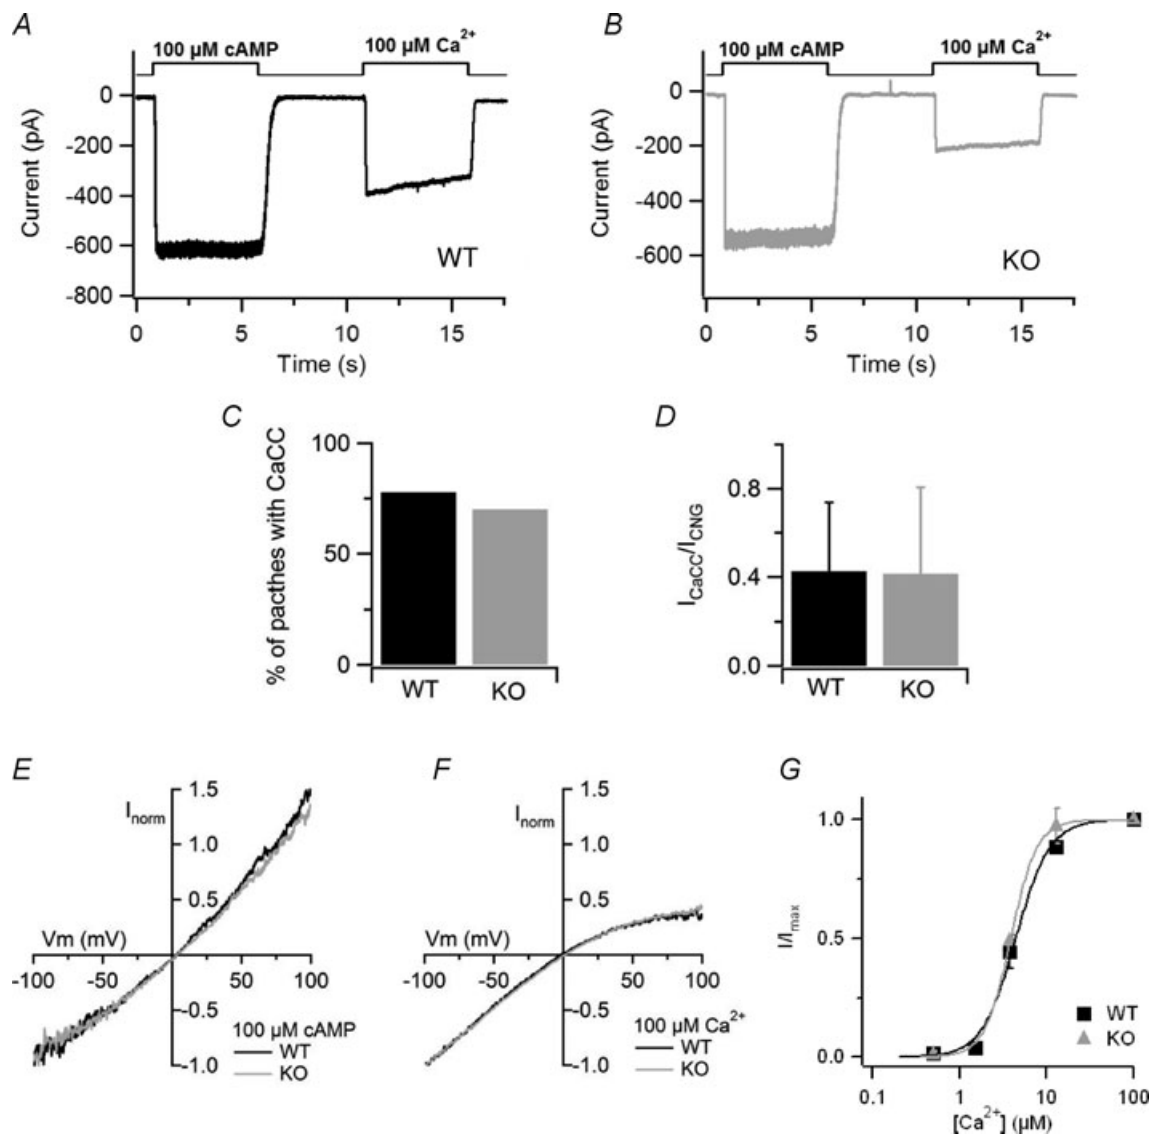 A
100 µM cAMP
100 µM Ca²⁺
0
-200
-400
-600
-800
Current (pA)
WT
0
5
10
15
Time (s)
B
100 µM cAMP
100 µM Ca²⁺
0
-200
-400
-600
Current (pA)
KO
0
5
10
15
Time (s)
C
% of pacthes with CaCC
100
50
0
WT
KO
D
I_CaCC/I_CNG
0.8
0.4
0.0
WT
KO
E
I_norm
1.5
1.0
0.5
-0.5
-1.0
Vm (mV)
-100
-50
50
100
100 µM cAMP
WT
KO
F
I_norm
1.5
1.0
0.5
-0.5
-1.0
Vm (mV)
-100
-50
50
100
100 µM Ca²⁺
WT
KO
G
I/I_max
1.0
0.5
0.0
WT
KO
0.1
1
10
100
[Ca²⁺] (µM)